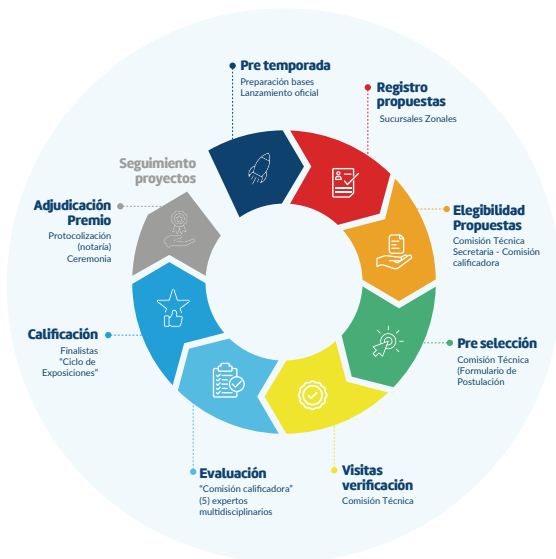 Pre temporada
Preparación bases
Lanzamiento oficial
Registro
propuestas
Sucursales Zonales
Elegibilidad
Propuestas
Comisión Técnica
Secretaria - Comisión
calificadora
Pre selección
Comisión Técnica
(Formulario de
Postulación
Visitas
verificación
Comisión Técnica
Evaluación
"Comisión calificadora"
(5) expertos
multidisciplinarios
Calificación
Finalistas
"Ciclo de
Exposiciones"
Adjudicación
Premio
Protocolización
(notaría)
Ceremonia
Seguimiento
proyectos